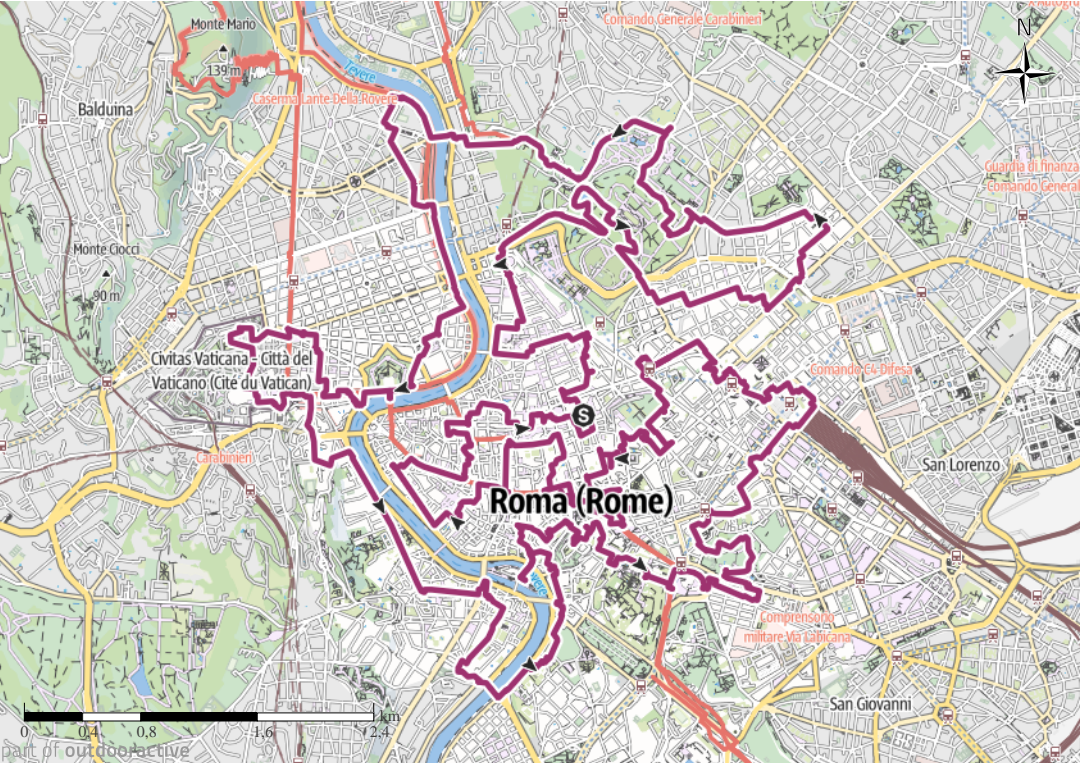 Monte Mario
139 m
Comando Generale Carabinieri
N
Tevere
Caserma Lante Della Rovere
Balduina
Guardia di finanza
Comando General
Monte Ciocci
90 m
Civitas Vaticana - Città del
Vaticano (Cité du Vatican)
Comando C4 Difesa
S
Carabinieri
San Lorenzo
Roma (Rome)
Tevere
Comprensorio
militare Via Labicana
San Giovanni
km
0 0,4 0,8 1,6 2,4
part of outdooractive